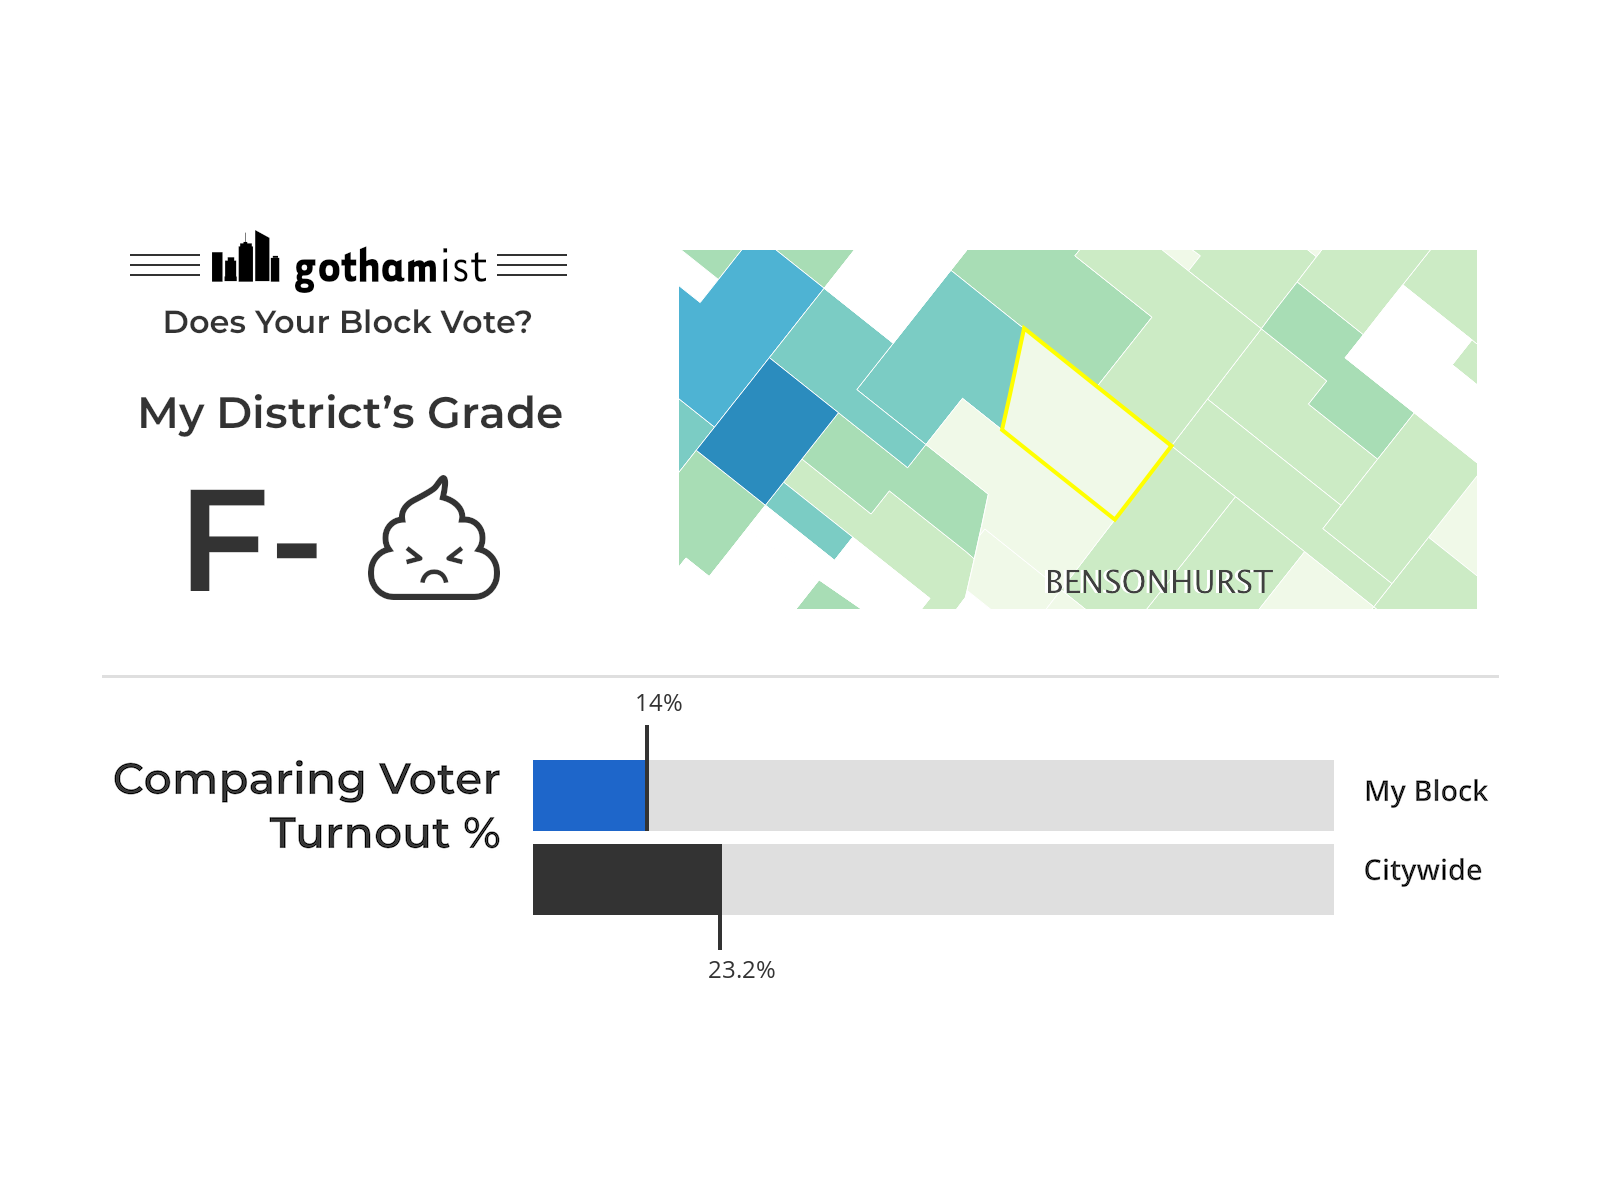 gothamist
Does Your Block Vote?
My District’s Grade
F-
BENSONHURST
14%
Comparing Voter
Turnout %
My Block
Citywide
23.2%